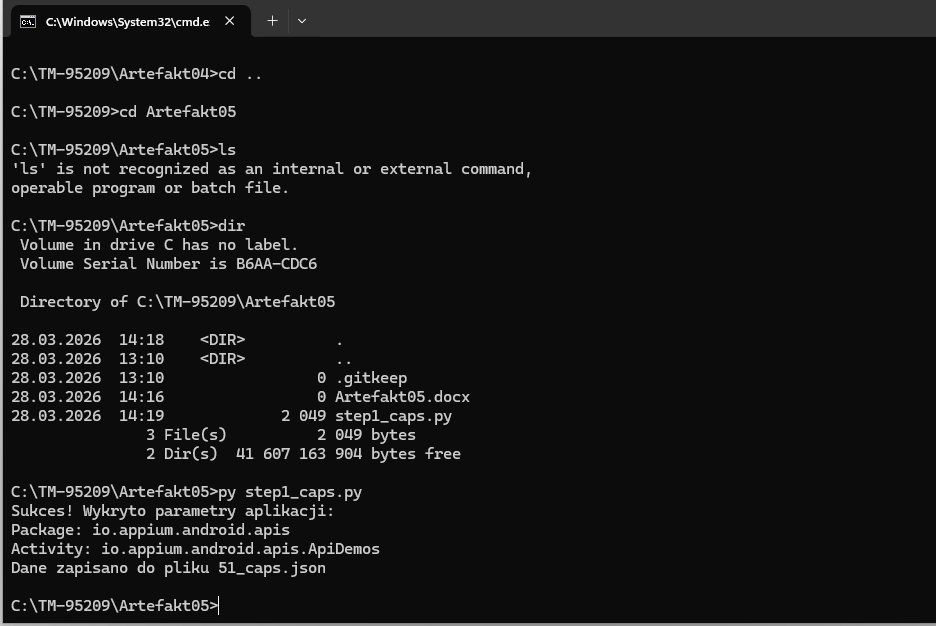 C:\Windows\System32\cmd.e
C:\TM-95209\Artefakt04>cd ..
C:\TM-95209>cd Artefakt05
C:\TM-95209\Artefakt05>ls
'ls' is not recognized as an internal or external command,
operable program or batch file.
C:\TM-95209\Artefakt05>dir
 Volume in drive C has no label.
 Volume Serial Number is B6AA-CDC6
 Directory of C:\TM-95209\Artefakt05
28.03.2026  14:18    <DIR>          .
28.03.2026  13:10    <DIR>          ..
28.03.2026  13:10                 0 .gitkeep
28.03.2026  14:16                 0 Artefakt05.docx
28.03.2026  14:19             2 049 step1_caps.py
               3 File(s)          2 049 bytes
               2 Dir(s)  41 607 163 904 bytes free
C:\TM-95209\Artefakt05>py step1_caps.py
Sukces! Wykryto parametry aplikacji:
Package: io.appium.android.apis
Activity: io.appium.android.apis.ApiDemos
Dane zapisano do pliku 51_caps.json
C:\TM-95209\Artefakt05>